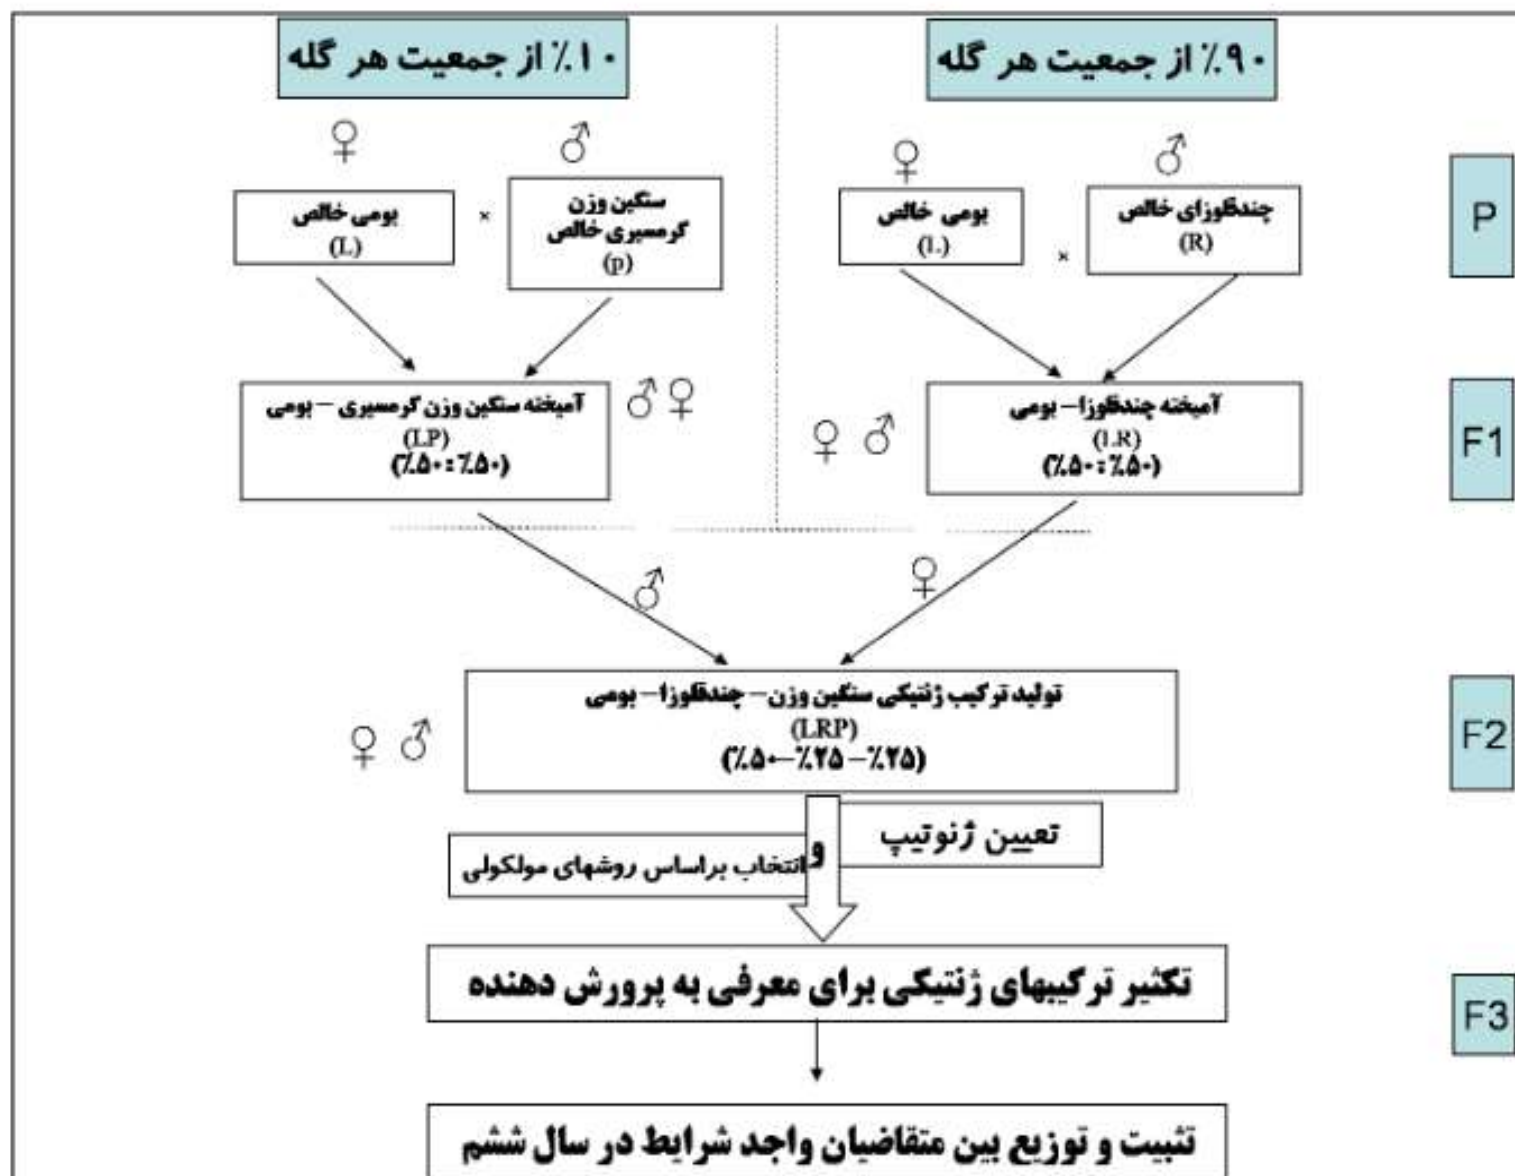 ۹۰٪ از جمعیت هر گله
۱۰٪ از جمعیت هر گله
P
چندقلوزای خالص
(R)
×
بومی خالص
(L)
سنگین وزن
گرمسیری خالص
(p)
×
بومی خالص
(L)
F1
آمیخته چندقلوزا – بومی
(LR)
(٪۵۰ : ٪۵۰)
آمیخته سنگین وزن گرمسیری – بومی
(LP)
(٪۵۰ : ٪۵۰)
F2
تولید ترکیب ژنتیکی سنگین وزن – چندقلوزا – بومی
(LRP)
(٪۲۵ – ٪۲۵ – ٪۵۰)
تعیین ژنوتیپ
و
انتخاب براساس روشهای مولکولی
F3
تکثیر ترکیبهای ژنتیکی برای معرفی به پرورش دهنده
تثبیت و توزیع بین متقاضیان واجد شرایط در سال ششم